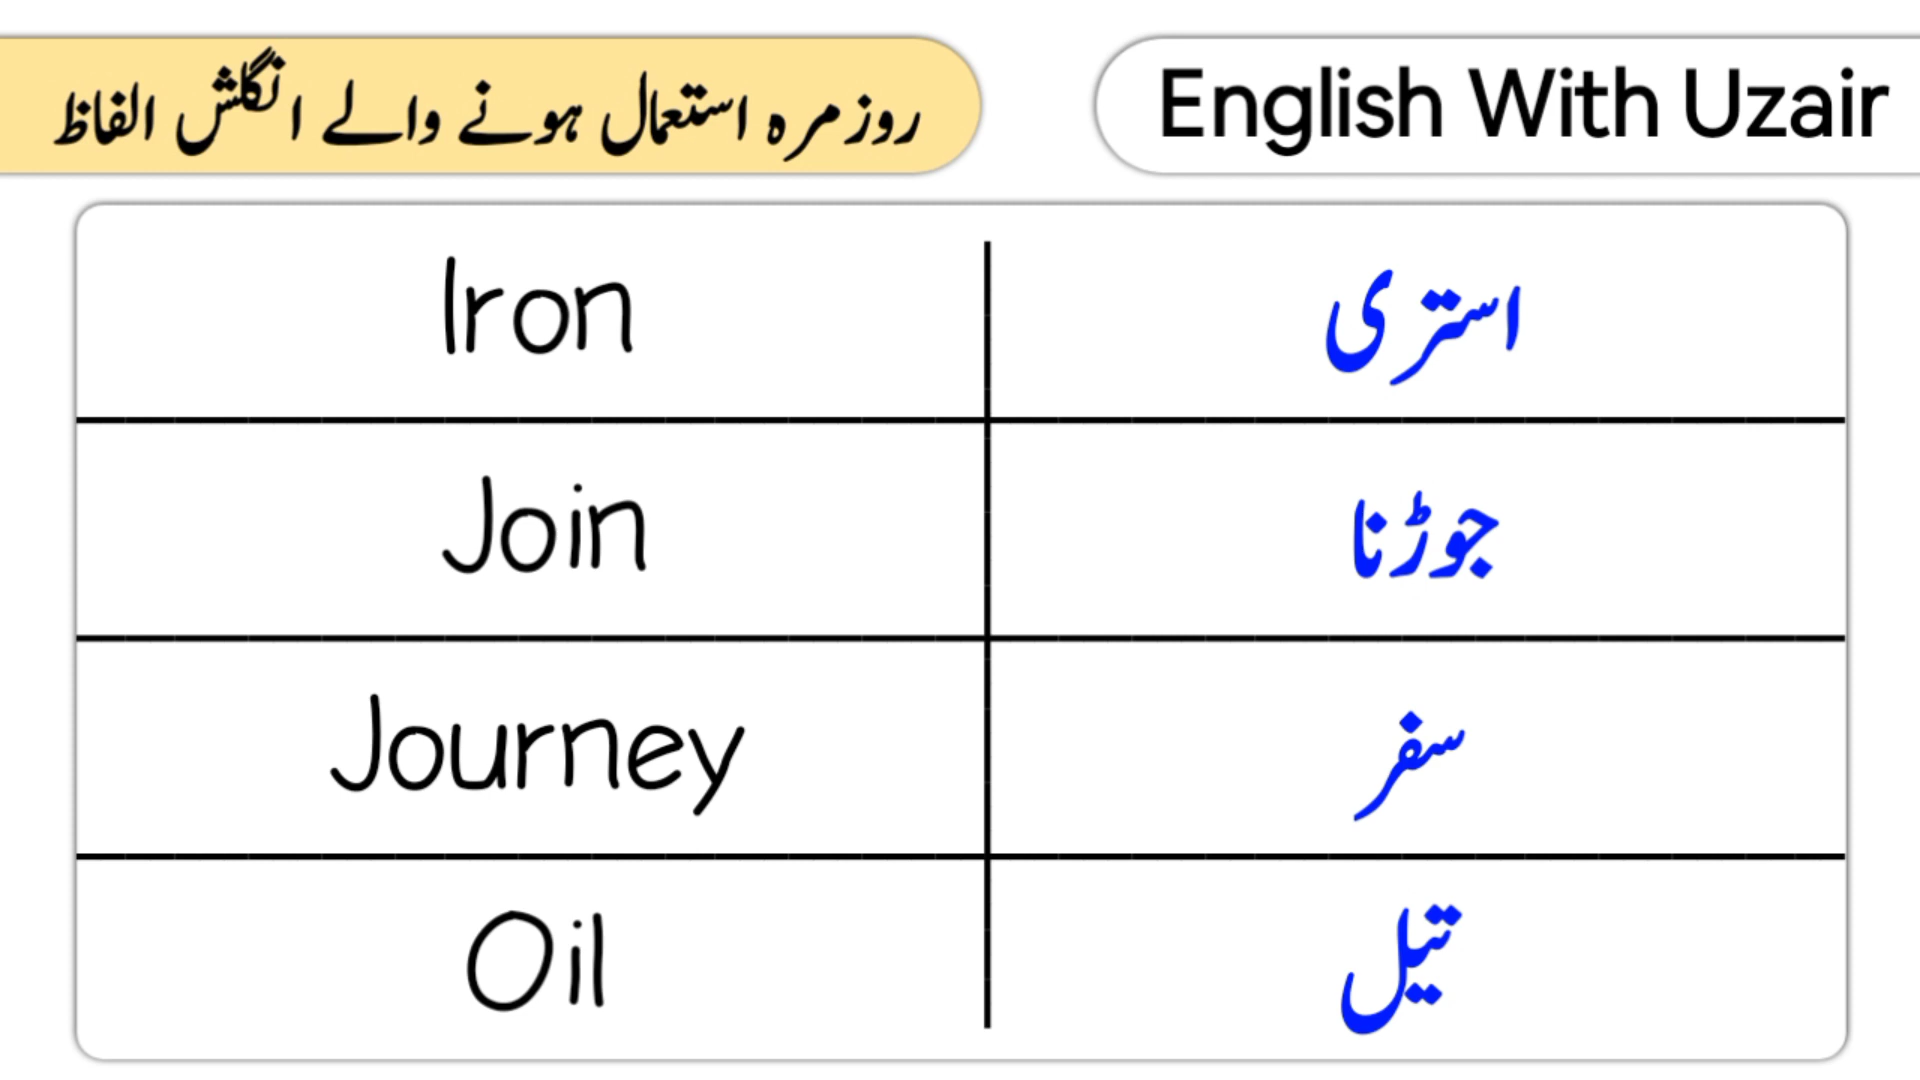 روزمرہ استعمال ہونے والے انگلش الفاظ
English With Uzair
Iron استری
Join جوڑنا
Journey سفر
Oil تیل